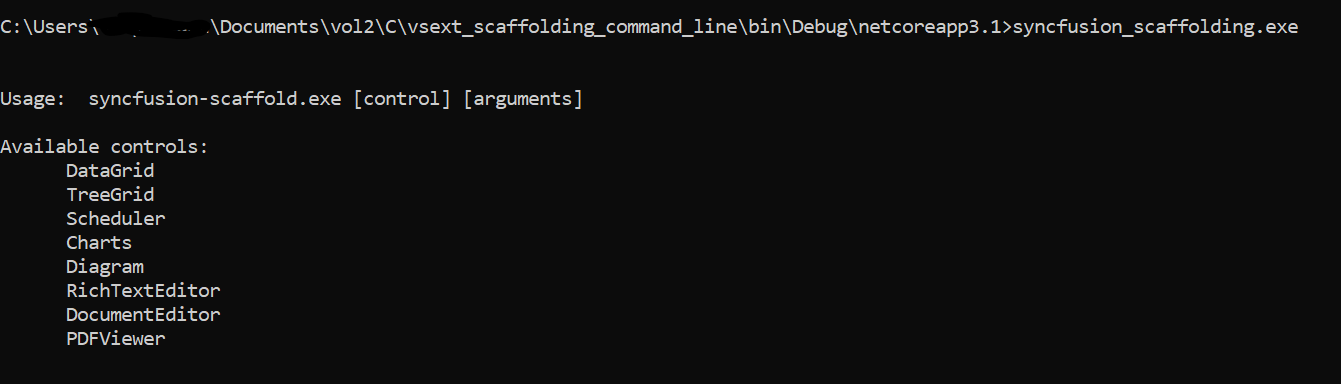 C:\Users\ \Documents\vol2\C\vsext_scaffolding_command_line\bin\Debug\netcoreapp3.1>syncfusion_scaffolding.exe
Usage:  syncfusion-scaffold.exe [control] [arguments]
Available controls:
DataGrid
TreeGrid
Scheduler
Charts
Diagram
RichTextEditor
DocumentEditor
PDFViewer